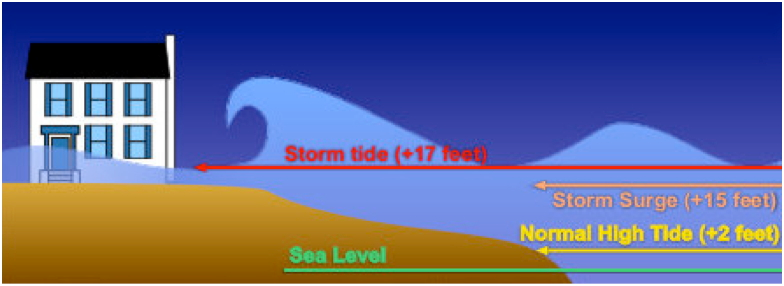 Storm tide (+17 feet)
Storm Surge (+15 feet)
Normal High Tide (+2 feet)
Sea Level